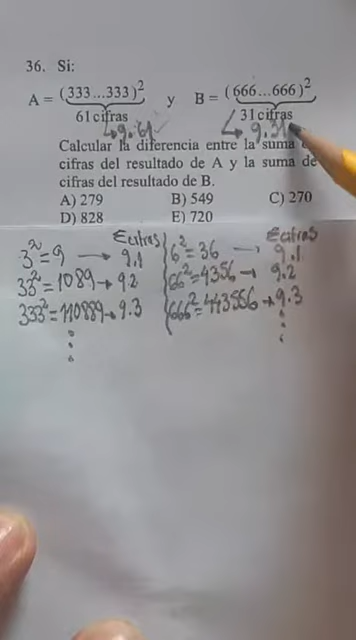 36. Si:
A = (333...333)² y B = (666...666)²
61 cifras 31 cifras
9.61 9.31
Calcular la diferencia entre la suma
cifras del resultado de A y la suma de
cifras del resultado de B.
A) 279 B) 549 C) 270
D) 828 E) 720
Σcifras Σcifras
3² = 9 → 9.1 6² = 36 → 9.1
33² = 1089 → 9.2 66² = 4356 → 9.2
333² = 110889 → 9.3 666² = 443556 → 9.3